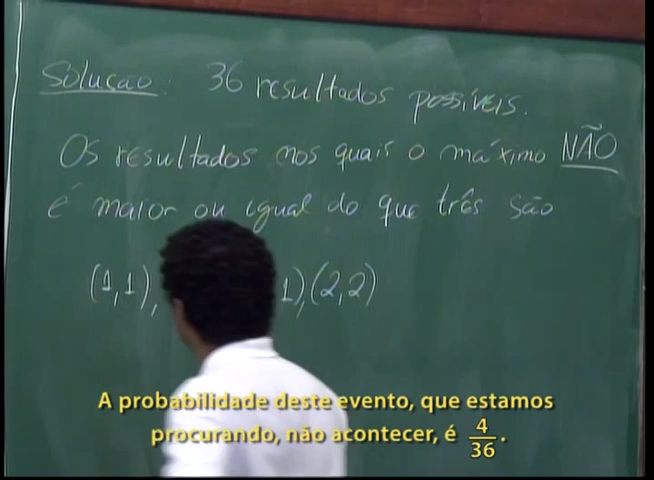 Solução: 36 resultados possíveis.
Os resultados nos quais o máximo NÃO
é maior ou igual do que três são
(1,1), 1),(2,2)
A probabilidade deste evento, que estamos
procurando, não acontecer, é 4/36.